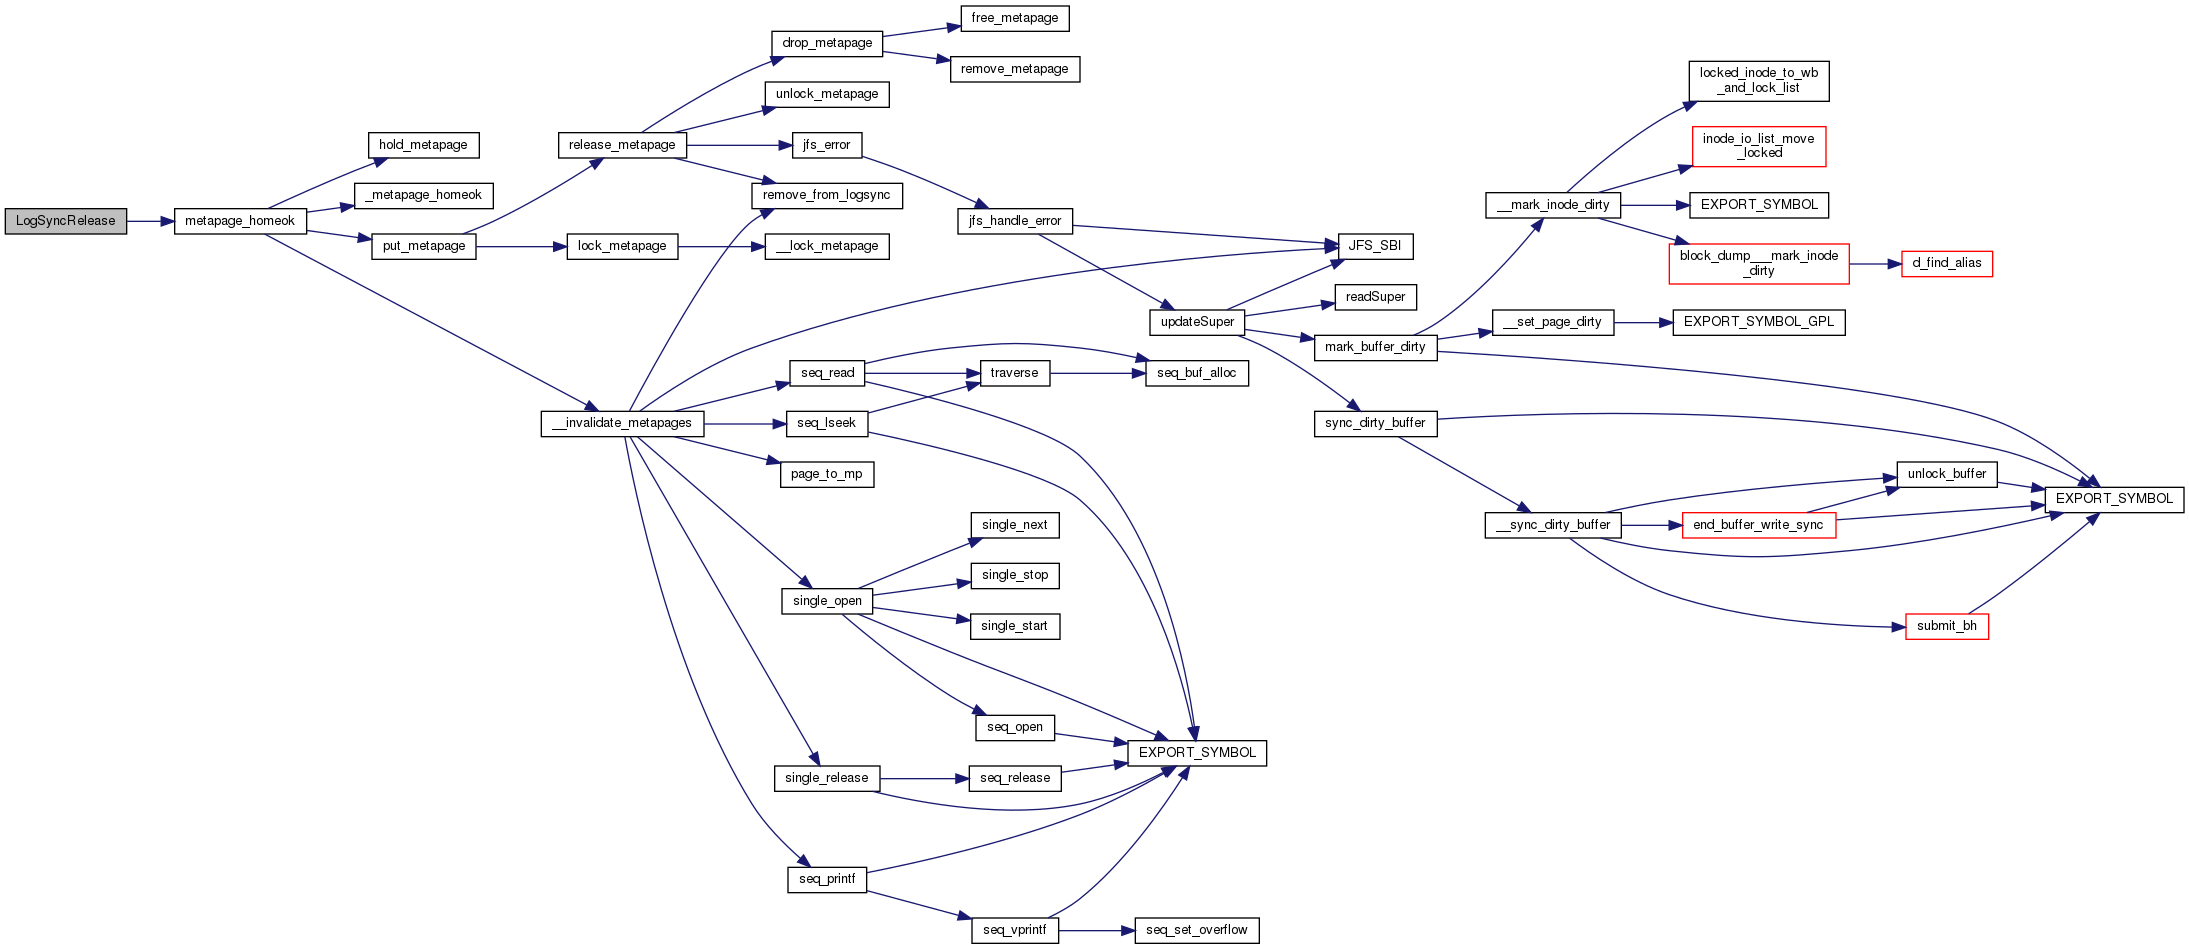 LogSyncRelease
metapage_homeok
hold_metapage
_metapage_homeok
put_metapage
release_metapage
drop_metapage
free_metapage
remove_metapage
unlock_metapage
jfs_error
remove_from_logsync
lock_metapage
__lock_metapage
jfs_handle_error
JFS_SBI
updateSuper
readSuper
mark_buffer_dirty
__mark_inode_dirty
locked_inode_to_wb
_and_lock_list
inode_io_list_move
_locked
EXPORT_SYMBOL
block_dump___mark_inode
_dirty
d_find_alias
__set_page_dirty
EXPORT_SYMBOL_GPL
sync_dirty_buffer
__sync_dirty_buffer
unlock_buffer
end_buffer_write_sync
EXPORT_SYMBOL
submit_bh
__invalidate_metapages
seq_read
traverse
seq_buf_alloc
seq_lseek
page_to_mp
single_open
single_next
single_stop
single_start
seq_open
EXPORT_SYMBOL
single_release
seq_release
seq_printf
seq_vprintf
seq_set_overflow